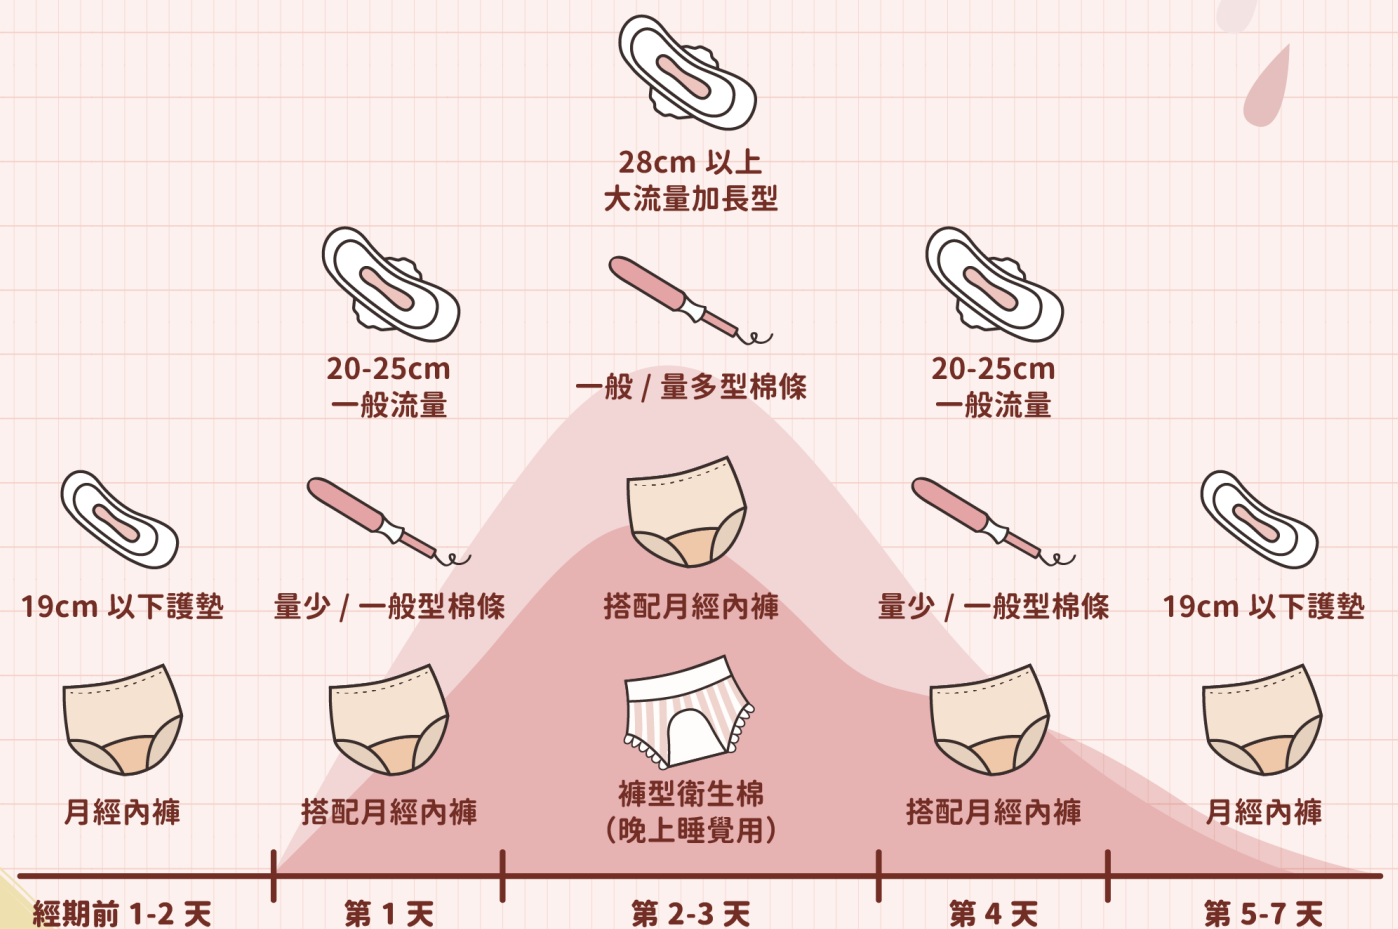 28cm 以上
大流量加長型
20-25cm
一般流量
一般 / 量多型棉條
20-25cm
一般流量
19cm 以下護墊
量少 / 一般型棉條
搭配月經內褲
量少 / 一般型棉條
19cm 以下護墊
月經內褲
搭配月經內褲
褲型衛生棉
（晚上睡覺用）
搭配月經內褲
月經內褲
經期前 1-2 天
第 1 天
第 2-3 天
第 4 天
第 5-7 天